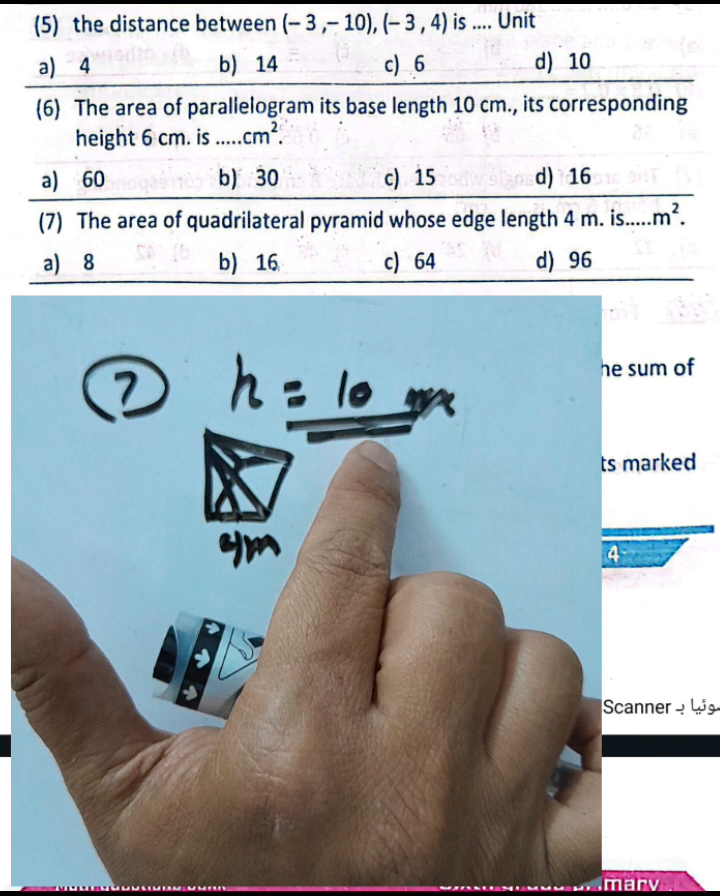 (5) the distance between (– 3 ,– 10), (– 3 , 4) is .... Unit
a) 4 b) 14 c) 6 d) 10
(6) The area of parallelogram its base length 10 cm., its corresponding
height 6 cm. is .....cm².
a) 60 b) 30 c) 15 d) 16
(7) The area of quadrilateral pyramid whose edge length 4 m. is.....m².
a) 8 b) 16 c) 64 d) 96
he sum of
7 h = 10
ts marked
4m
4
Scanner بـ